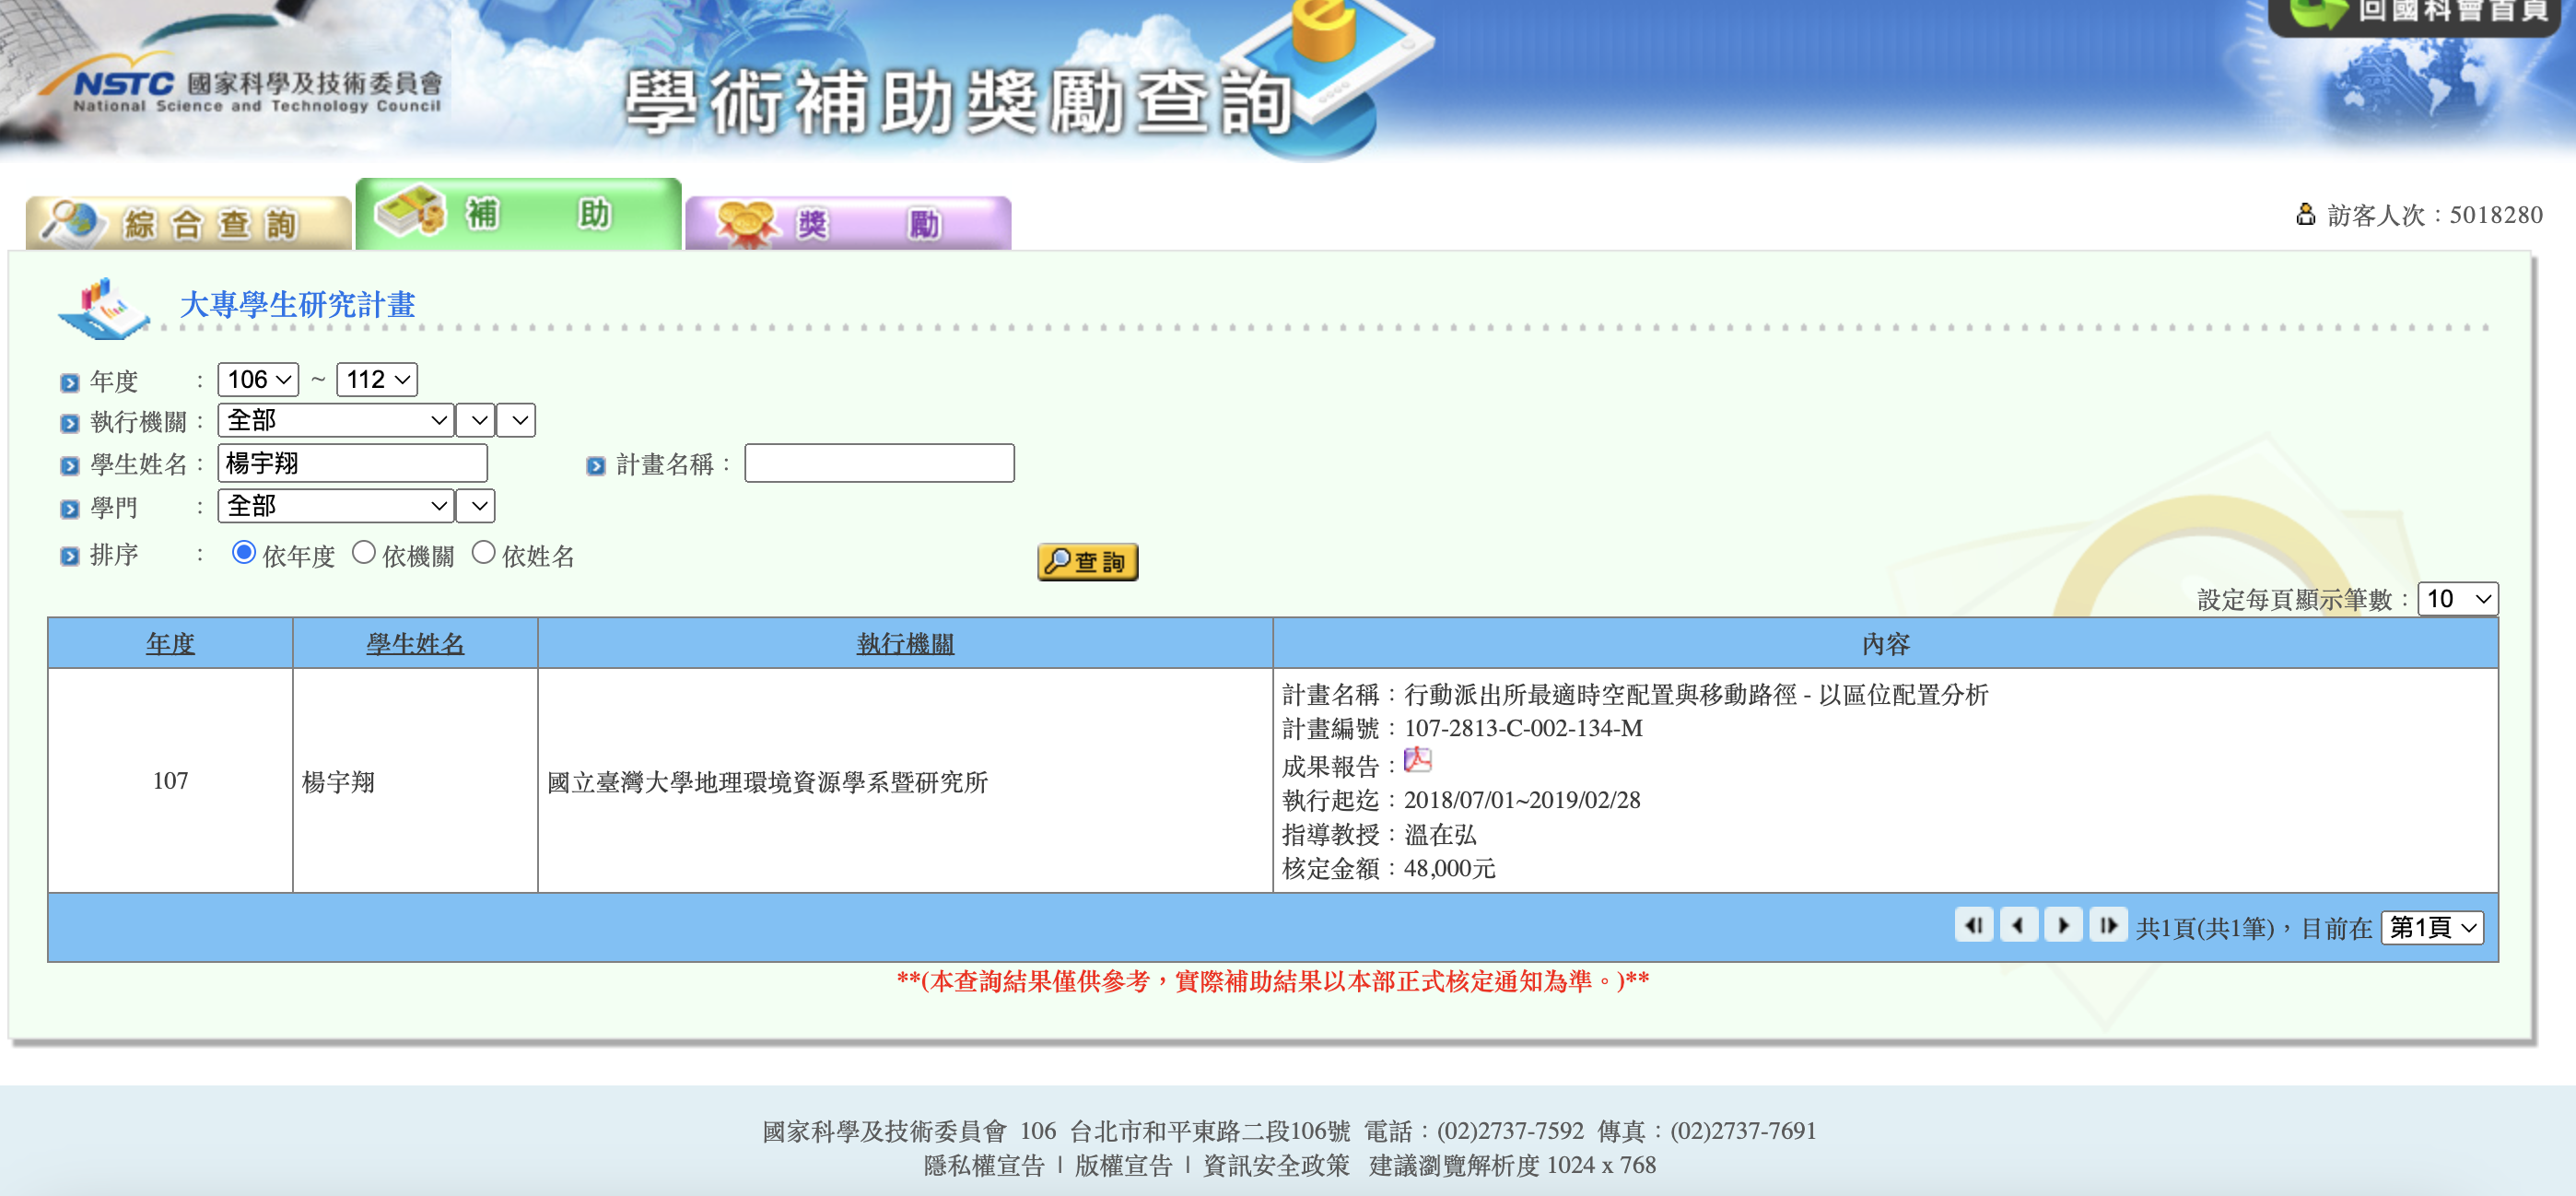 回國科會首頁
NSTC 國家科學及技術委員會
National Science and Technology Council
學術補助獎勵查詢
綜合查詢
補 助
獎 勵
訪客人次：5018280
大專學生研究計畫
年度 ： 106 ~ 112
執行機關： 全部
學生姓名： 楊宇翔 計畫名稱：
學門 ： 全部
排序 ： 依年度 依機關 依姓名
查詢
設定每頁顯示筆數： 10
年度 學生姓名 執行機關 內容
計畫名稱：行動派出所最適時空配置與移動路徑 - 以區位配置分析
計畫編號：107-2813-C-002-134-M
成果報告：
107 楊宇翔 國立臺灣大學地理環境資源學系暨研究所
執行起迄：2018/07/01~2019/02/28
指導教授：溫在弘
核定金額：48,000元
共1頁(共1筆)，目前在 第1頁
**(本查詢結果僅供參考，實際補助結果以本部正式核定通知為準。)**
國家科學及技術委員會 106 台北市和平東路二段106號 電話：(02)2737-7592 傳真：(02)2737-7691
隱私權宣告 | 版權宣告 | 資訊安全政策 建議瀏覽解析度 1024 x 768